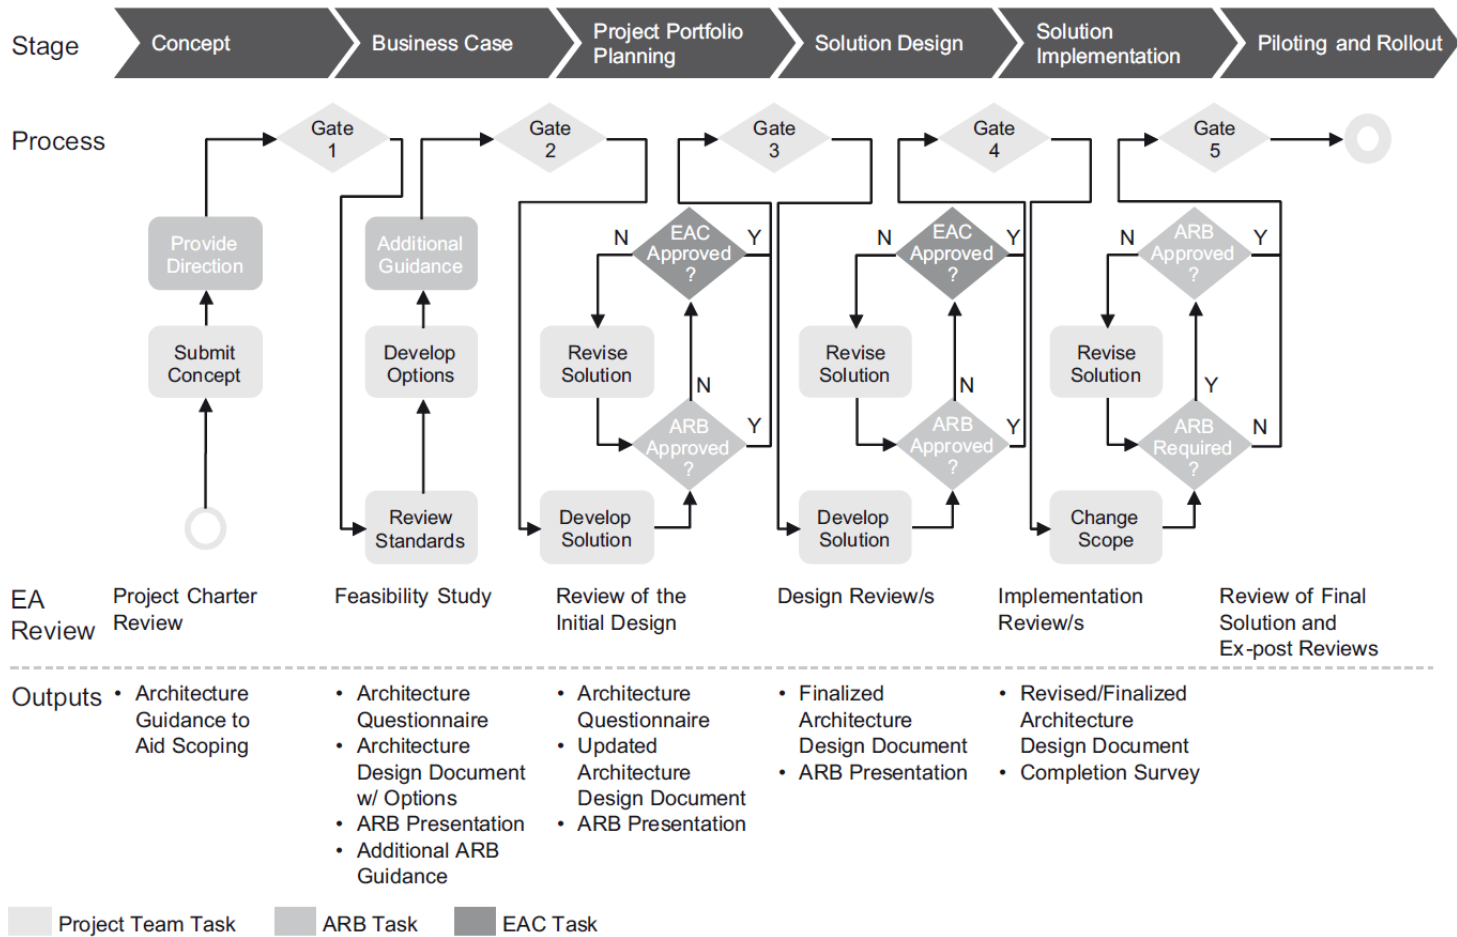 Stage
Concept
Business Case
Project Portfolio
Planning
Solution Design
Solution
Implementation
Piloting and Rollout
Process
Gate
1
Gate
2
Gate
3
Gate
4
Gate
5
Provide
Direction
Submit
Concept
Additional
Guidance
Develop
Options
Review
Standards
N
EAC
Approved
?
Y
Revise
Solution
N
ARB
Approved
?
Y
Develop
Solution
N
EAC
Approved
?
Y
Revise
Solution
N
ARB
Approved
?
Y
Develop
Solution
N
ARB
Approved
?
Y
Revise
Solution
Y
ARB
Required
?
N
Change
Scope
EA
Review
Project Charter
Review
Feasibility Study
Review of the
Initial Design
Design Review/s
Implementation
Review/s
Review of Final
Solution and
Ex-post Reviews
Outputs
• Architecture
Guidance to
Aid Scoping
• Architecture
Questionnaire
• Architecture
Design Document
w/ Options
• ARB Presentation
• Additional ARB
Guidance
• Architecture
Questionnaire
• Updated
Architecture
Design Document
• ARB Presentation
• Finalized
Architecture
Design Document
• ARB Presentation
• Revised/Finalized
Architecture
Design Document
• Completion Survey
Project Team Task
ARB Task
EAC Task